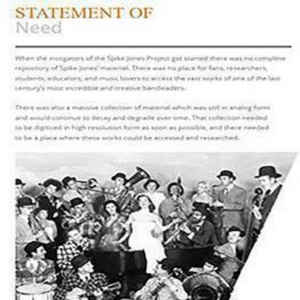 STATEMENT OF
Need
When the instigators of the Spike Jones Project got started there was no complete
repository of Spike Jones' material. There was no place for fans, researchers,
students, educators, and music lovers to access the vast works of one of the last
century's most incredible and creative bandleaders.
There was also a massive collection of material which was still in analog form
and would continue to decay and degrade over time. That collection needed
to be digitized in high resolution form as soon as possible, and there needed
to be a place where these works could be accessed and researched.